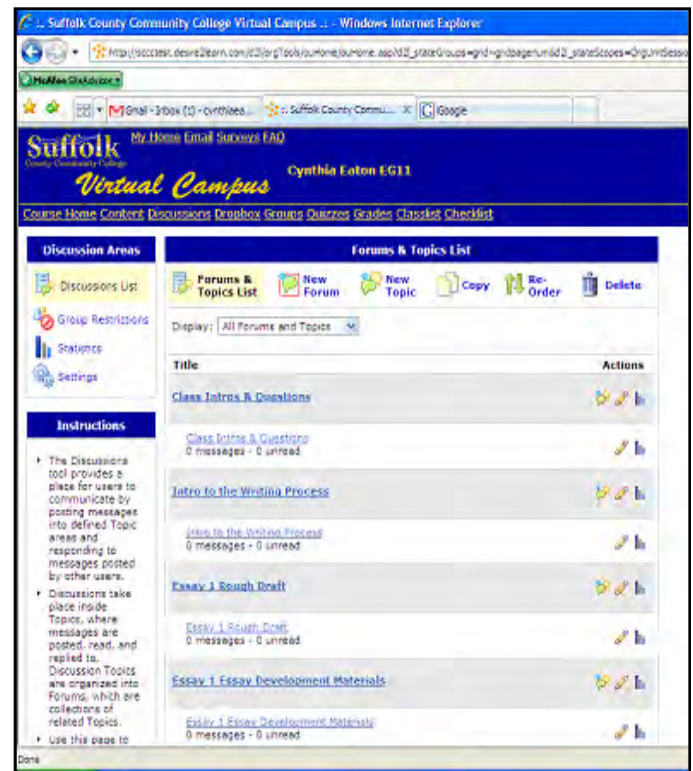 :.. Suffolk County Community College Virtual Campus ..: - Windows Internet Explorer
McAfee SiteAdvisor
Gmail - Inbox (1) - cynthiaea...
:. Suffolk County Commu...
X
Google
Suffolk
County Community College
Virtual Campus
My Home Email Surveys FAQ
Cynthia Eaton EG11
Course Home Content Discussions Dropbox Groups Quizzes Grades Classlist Checklist
Discussion Areas
Discussions List
Group Restrictions
Statistics
Settings
Instructions
The Discussions
tool provides a
place for users to
communicate by
posting messages
into defined Topic
areas and
responding to
messages posted
by other users.
Discussions take
place inside
Topics, where
messages are
posted, read, and
replied to.
Discussion Topics
are organized into
Forums, which are
collections of
related Topics.
Use this page to
Forums & Topics List
Forums &
Topics List
New
Forum
New
Topic
Copy
Re-
Order
Delete
Display: All Forums and Topics
Title Actions
Class Intros & Questions
Class Intros & Questions
0 messages - 0 unread
Intro to the Writing Process
Intro to the Writing Process
0 messages - 0 unread
Essay 1 Rough Draft
Essay 1 Rough Draft
0 messages - 0 unread
Essay 1 Essay Development Materials
Essay 1 Essay Development Materials
0 messages - 0 unread
Done